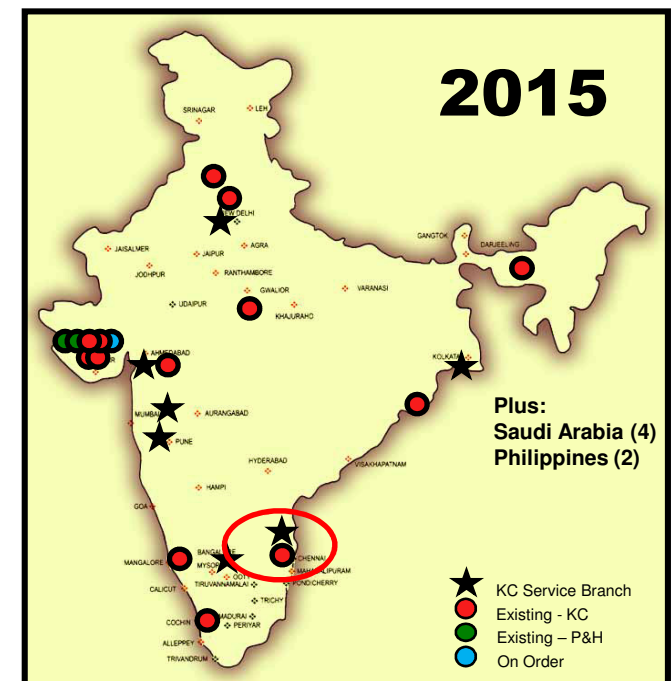 2015
SRINAGAR
LEH
EW DELHI
GANGTOK
DARJEELING
AGRA
JAISALMER
JAIPUR
JODHPUR
RANTHAMBORE
GWALIOR
VARANASI
UDAIPUR
KHAJURAHO
AHMEDABAD
KOLKATA
MUMBAI
AURANGABAD
PUNE
Plus:
Saudi Arabia (4)
Philippines (2)
HYDERABAD
VISAKHAPATNAM
HAMPI
GOA
BANGALORE
CHENNAI
MANGALORE
MYSOR
MAHABALIPURAM
OOTY
CALICUT
TIRUVANNAMALAI
PONDICHERRY
TRICHY
COCHIN
MADURAI
PERIYAR
ALLEPPEY
TRIVANDRUM
KC Service Branch
Existing - KC
Existing – P&H
On Order